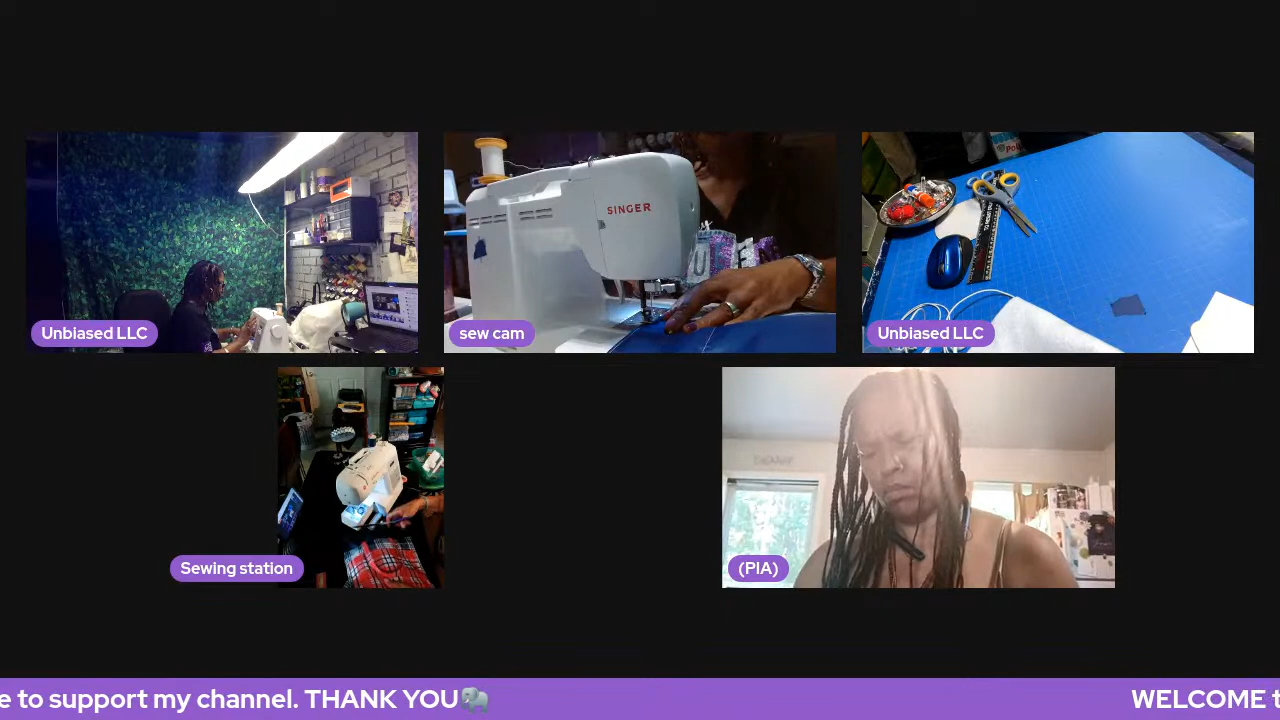 Unbiased LLC
SINGER
sew cam
Unbiased LLC
Sewing station
(PIA)
e to support my channel. THANK YOU🐘
WELCOME t